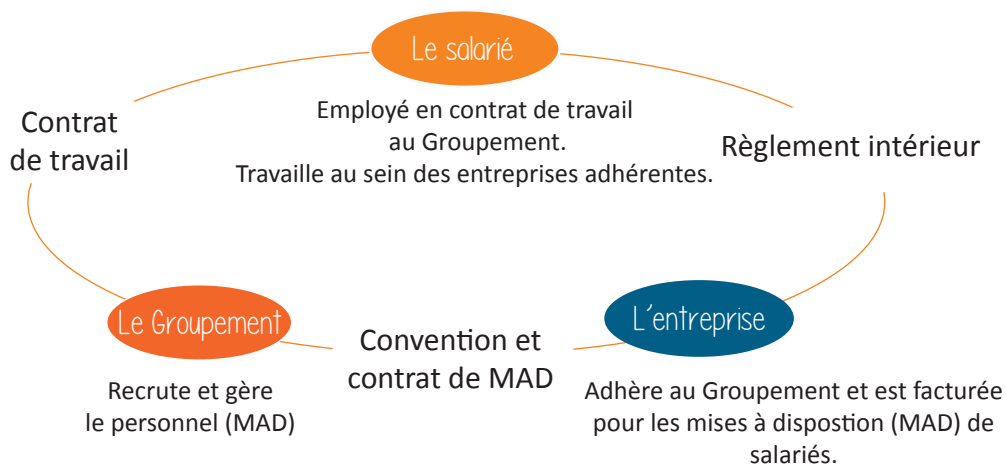 Le salarié
Employé en contrat de travail
au Groupement.
Travaille au sein des entreprises adhérentes.
Contrat
de travail
Règlement intérieur
Le Groupement
Recrute et gère
le personnel (MAD)
Convention et
contrat de MAD
L'entreprise
Adhère au Groupement et est facturée
pour les mises à dispostion (MAD) de
salariés.